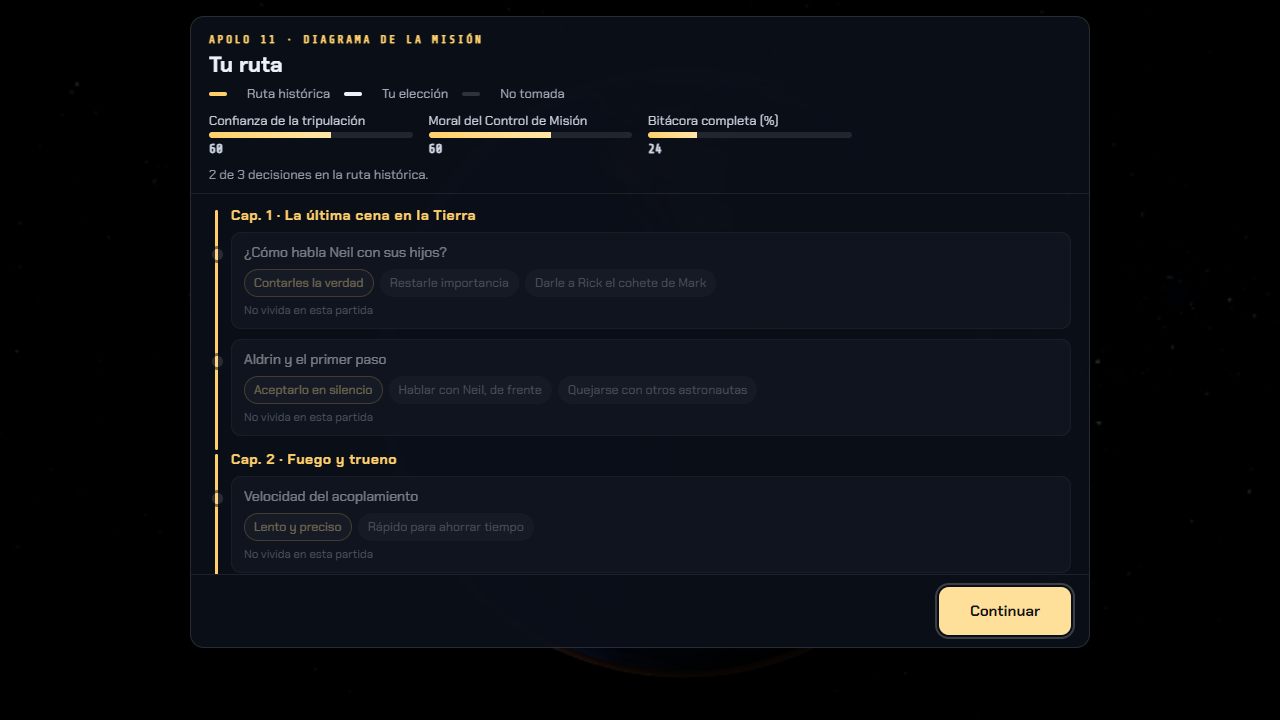 APOLO 11 · DIAGRAMA DE LA MISIÓN
Tu ruta
Ruta histórica Tu elección No tomada
Confianza de la tripulación Moral del Control de Misión Bitácora completa (%)
60 60 24
2 de 3 decisiones en la ruta histórica.
Cap. 1 · La última cena en la Tierra
¿Cómo habla Neil con sus hijos?
Contarles la verdad Restarle importancia Darle a Rick el cohete de Mark
No vivida en esta partida
Aldrin y el primer paso
Aceptarlo en silencio Hablar con Neil, de frente Quejarse con otros astronautas
No vivida en esta partida
Cap. 2 · Fuego y trueno
Velocidad del acoplamiento
Lento y preciso Rápido para ahorrar tiempo
No vivida en esta partida
Continuar